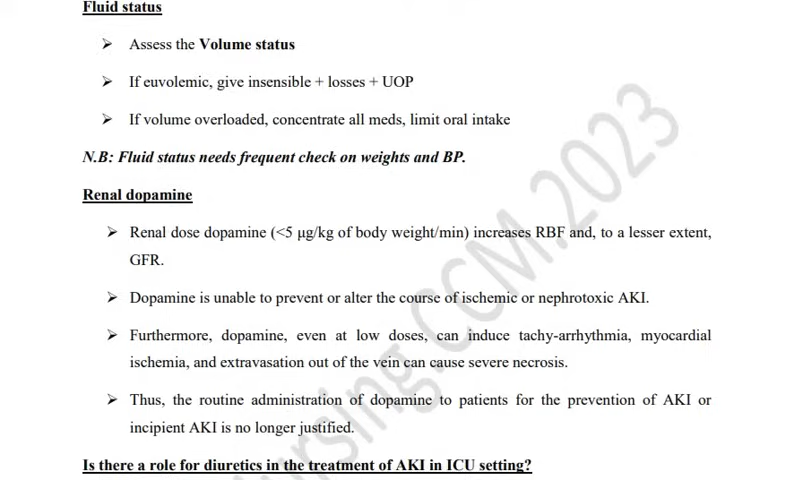 Fluid status
➢ Assess the Volume status
➢ If euvolemic, give insensible + losses + UOP
➢ If volume overloaded, concentrate all meds, limit oral intake
N.B: Fluid status needs frequent check on weights and BP.
Renal dopamine
➢ Renal dose dopamine (<5 μg/kg of body weight/min) increases RBF and, to a lesser extent,
GFR.
➢ Dopamine is unable to prevent or alter the course of ischemic or nephrotoxic AKI.
➢ Furthermore, dopamine, even at low doses, can induce tachy-arrhythmia, myocardial
ischemia, and extravasation out of the vein can cause severe necrosis.
➢ Thus, the routine administration of dopamine to patients for the prevention of AKI or
incipient AKI is no longer justified.
Is there a role for diuretics in the treatment of AKI in ICU setting?
ursing.CCM.2023